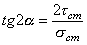 tg2α = 2τ_cm / σ_cm